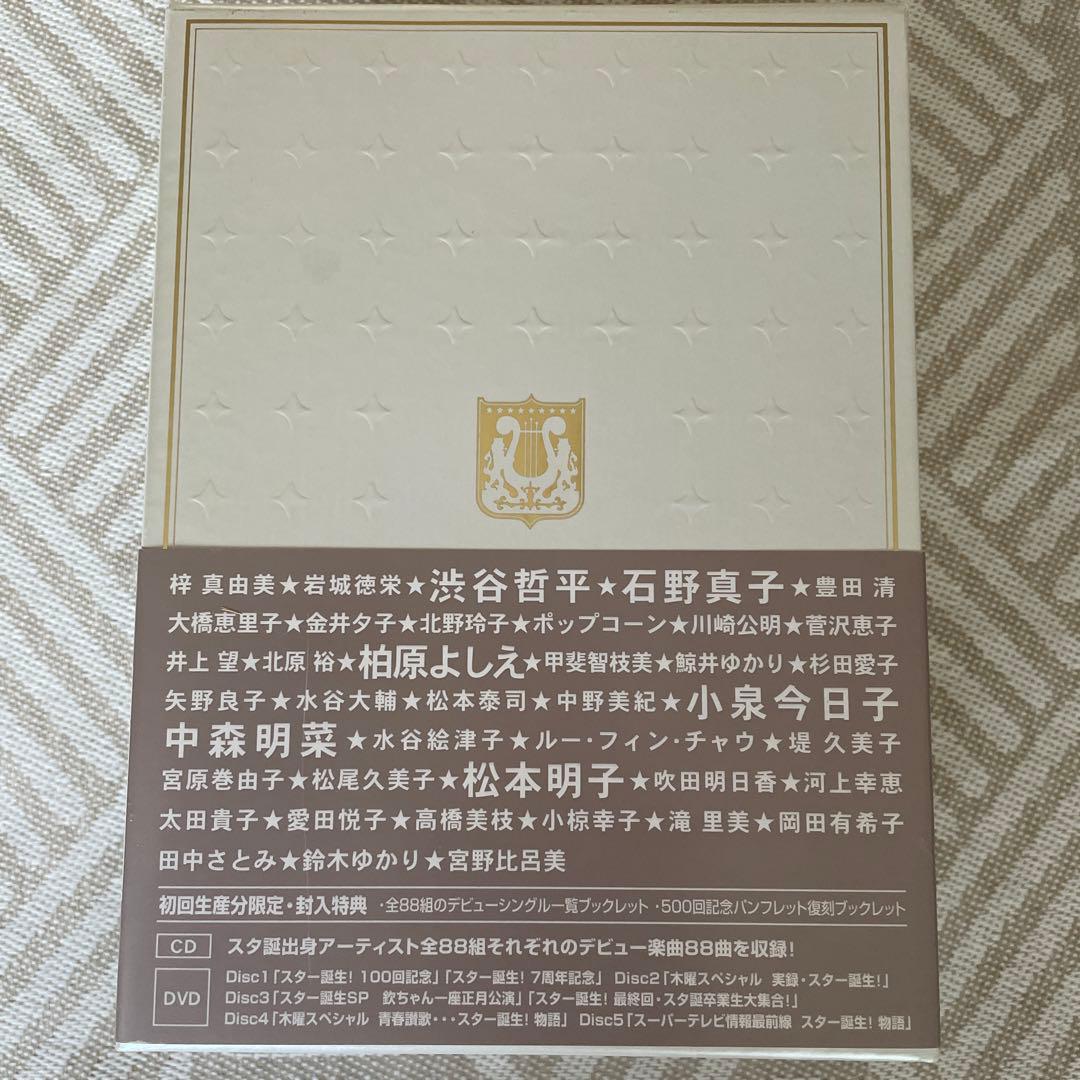 梓 真由美★岩城徳栄★渋谷哲平★石野真子★豊田 清
大橋恵里子★金井夕子★北野玲子★ポップコーン★川崎公明★菅沢恵子
井上 望★北原 裕★柏原よしえ★甲斐智枝美★鯨井ゆかり★杉田愛子
矢野良子★水谷大輔★松本泰司★中野美紀★小泉今日子
中森明菜★水谷絵津子★ルー・フィン・チャウ★堤 久美子
宮原巻由子★松尾久美子★松本明子★吹田明日香★河上幸恵
太田貴子★愛田悦子★高橋美枝★小椋幸子★滝 里美★岡田有希子
田中さとみ★鈴木ゆかり★宮野比呂美
初回生産分限定・封入特典 ・全88組のデビューシングル一覧ブックレット ・500回記念パンフレット復刻ブックレット
CD スタ誕出身アーティスト全88組それぞれのデビュー楽曲88曲を収録!
DVD Disc1「スター誕生! 100回記念」「スター誕生! 7周年記念」 Disc2「木曜スペシャル 実録・スター誕生!」
Disc3「スター誕生SP 欽ちゃん一座正月公演」「スター誕生! 最終回・スタ誕卒業生大集合!」
Disc4「木曜スペシャル 青春讃歌・・・スター誕生! 物語」 Disc5「スーパーテレビ情報最前線 スター誕生! 物語」